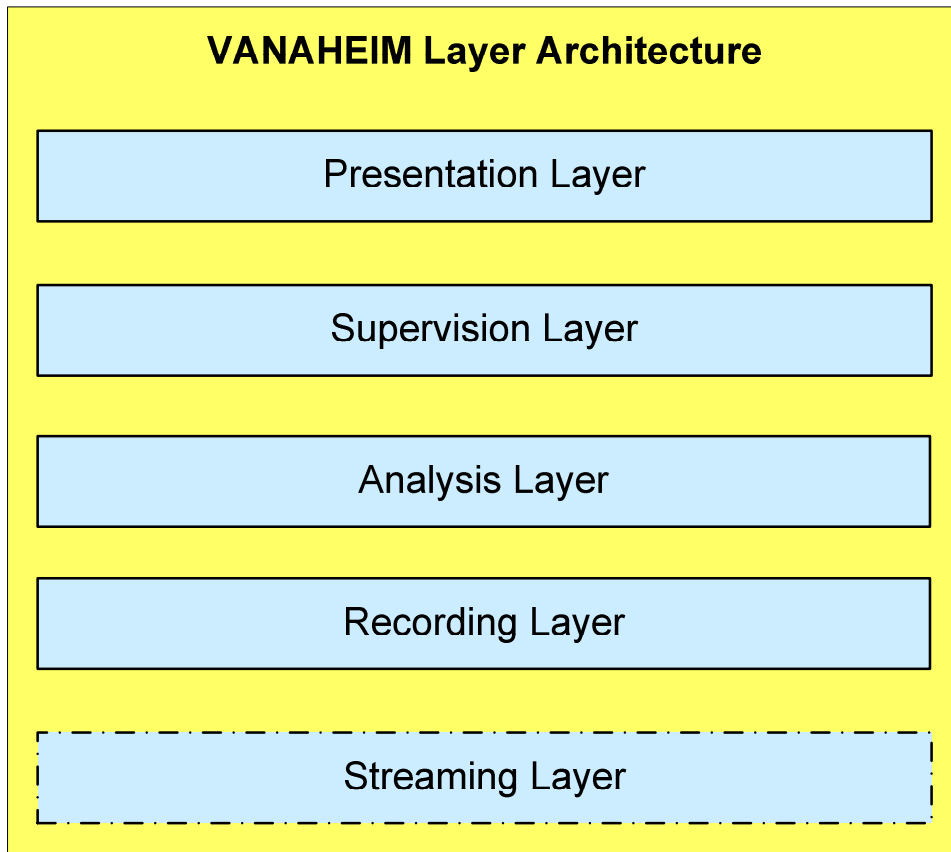 VANAHEIM Layer Architecture
Presentation Layer
Supervision Layer
Analysis Layer
Recording Layer
Streaming Layer